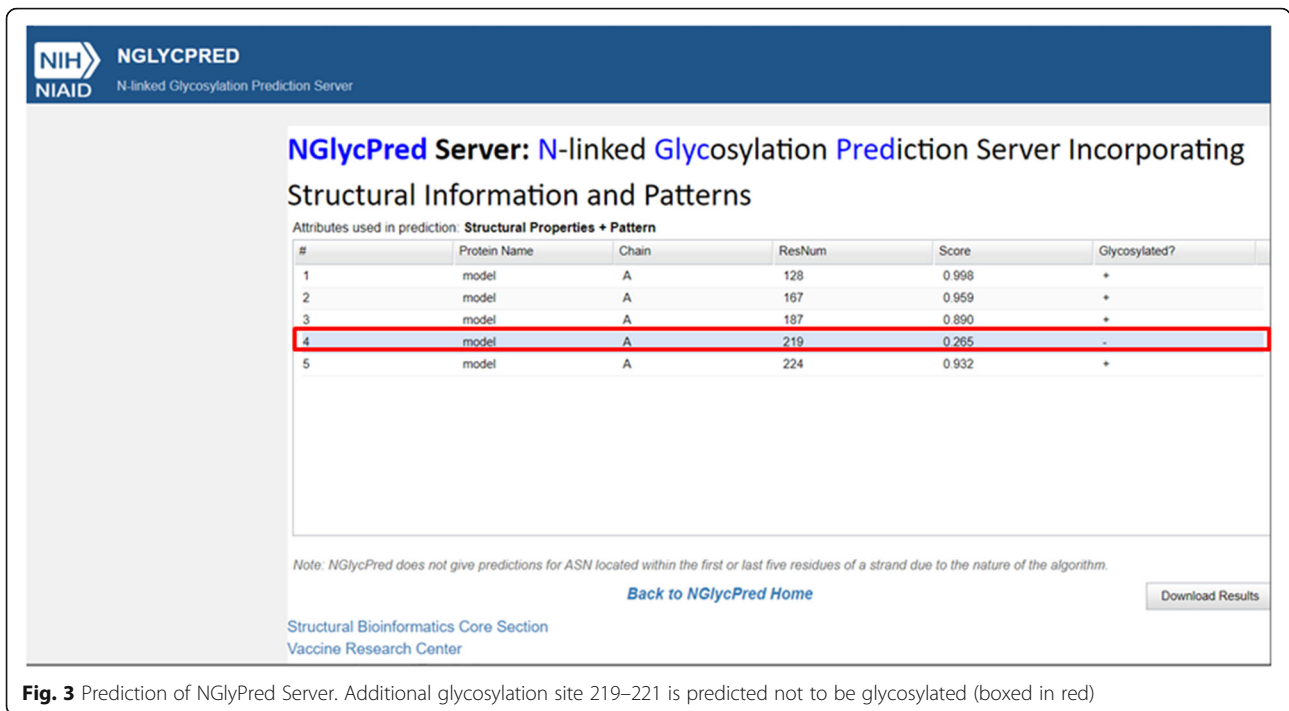 NIH
NIAID
NGLYCPRED
N-linked Glycosylation Prediction Server
NGlycPred Server: N-linked Glycosylation Prediction Server Incorporating
Structural Information and Patterns
Attributes used in prediction: Structural Properties + Pattern
# Protein Name Chain ResNum Score Glycosylated?
1 model A 128 0.998 +
2 model A 167 0.959 +
3 model A 187 0.890 +
4 model A 219 0.265 -
5 model A 224 0.932 +
Note: NGlycPred does not give predictions for ASN located within the first or last five residues of a strand due to the nature of the algorithm.
Back to NGlycPred Home
Download Results
Structural Bioinformatics Core Section
Vaccine Research Center
Fig. 3 Prediction of NGlyPred Server. Additional glycosylation site 219–221 is predicted not to be glycosylated (boxed in red)